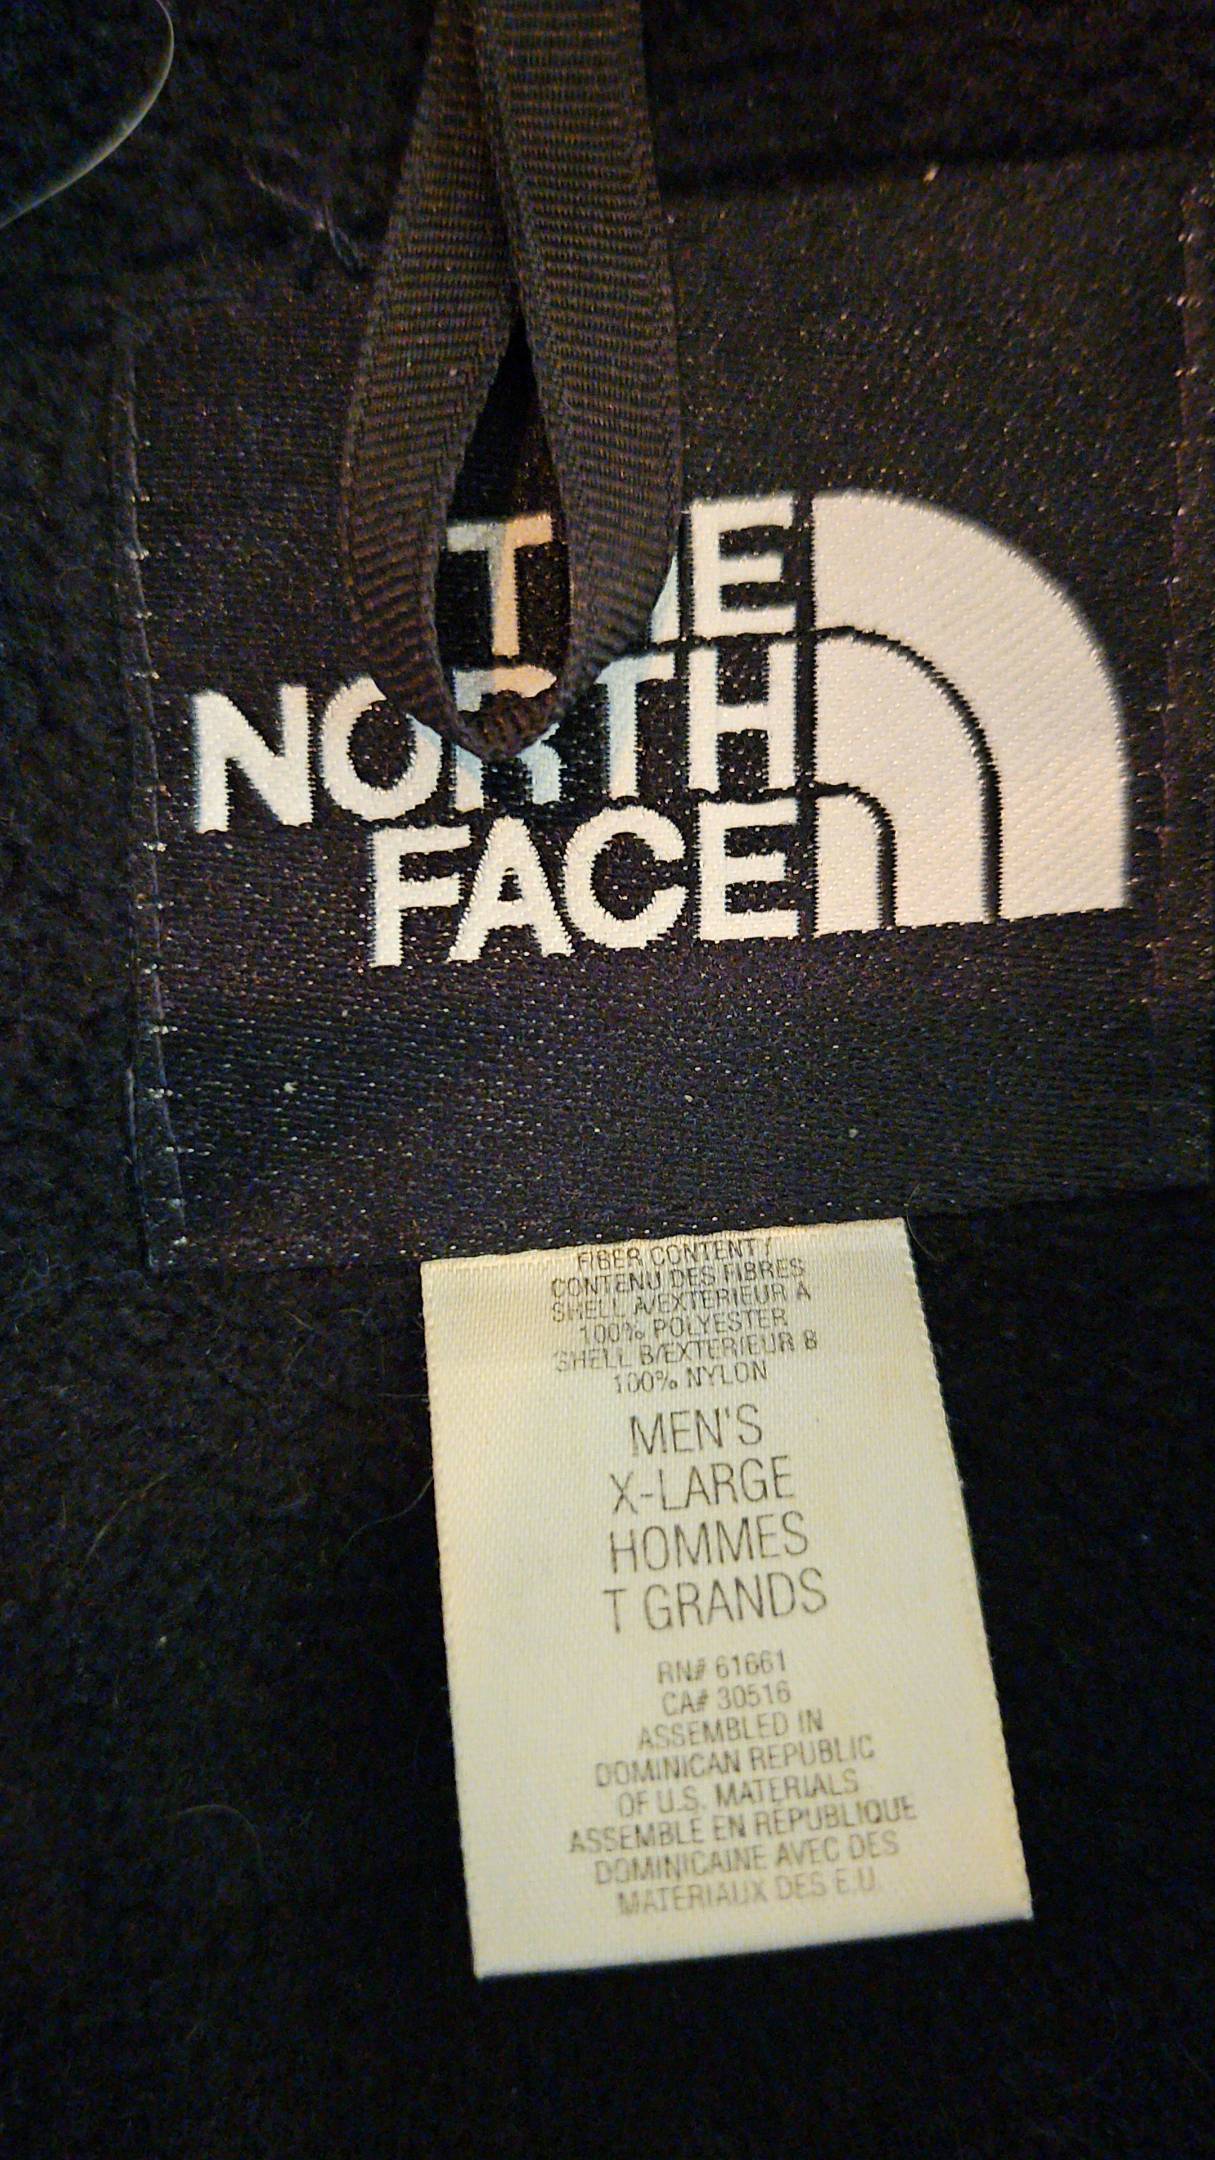 THE
NORTH
FACE
FIBER CONTENT/
CONTENU DES FIBRES
SHELL A/EXTERIEUR A
100% POLYESTER
SHELL B/EXTERIEUR B
100% NYLON
MEN'S
X-LARGE
HOMMES
T GRANDS
RN# 61661
CA# 30516
ASSEMBLED IN
DOMINICAN REPUBLIC
OF U.S. MATERIALS
ASSEMBLE EN RÉPUBLIQUE
DOMINICAINE AVEC DES
MATERIAUX DES E.U.